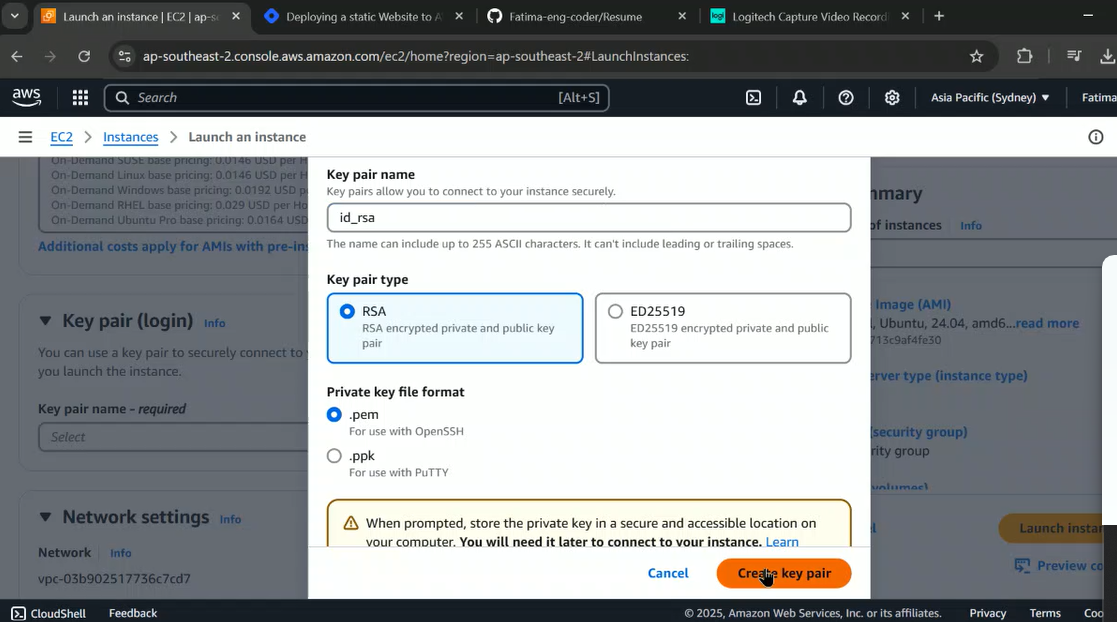 Launch an instance | EC2 | ap-s
Deploying a static Website to A
Fatima-eng-coder/Resume
Logitech Capture Video Record
ap-southeast-2.console.aws.amazon.com/ec2/home?region=ap-southeast-2#LaunchInstances:
aws
Search
[Alt+S]
Asia Pacific (Sydney)
Fatima
EC2
Instances
Launch an instance
On-Demand SUSE base pricing: 0.0146 USD per H
On-Demand Linux base pricing: 0.0146 USD per Ho
On-Demand Windows base pricing: 0.0192 USD p
On-Demand RHEL base pricing: 0.029 USD per Ho
On-Demand Ubuntu Pro base pricing: 0.0164 USD
Additional costs apply for AMIs with pre-ins
Key pair (login) Info
You can use a key pair to securely connect to
you launch the instance.
Key pair name - required
Select
Network settings Info
Network Info
vpc-03b902517736c7cd7
Key pair name
Key pairs allow you to connect to your instance securely.
id_rsa
The name can include up to 255 ASCII characters. It can't include leading or trailing spaces.
Key pair type
RSA
RSA encrypted private and public key
pair
ED25519
ED25519 encrypted private and public
key pair
Private key file format
.pem
For use with OpenSSH
.ppk
For use with PuTTY
When prompted, store the private key in a secure and accessible location on
your computer. You will need it later to connect to your instance. Learn
Cancel
Create key pair
mmary
of instances Info
Image (AMI)
l, Ubuntu, 24.04, amd6...read more
713c9af4fe30
erver type (instance type)
(security group)
rity group
volumes)
Launch instan
Preview co
CloudShell
Feedback
© 2025, Amazon Web Services, Inc. or its affiliates.
Privacy
Terms
Coo